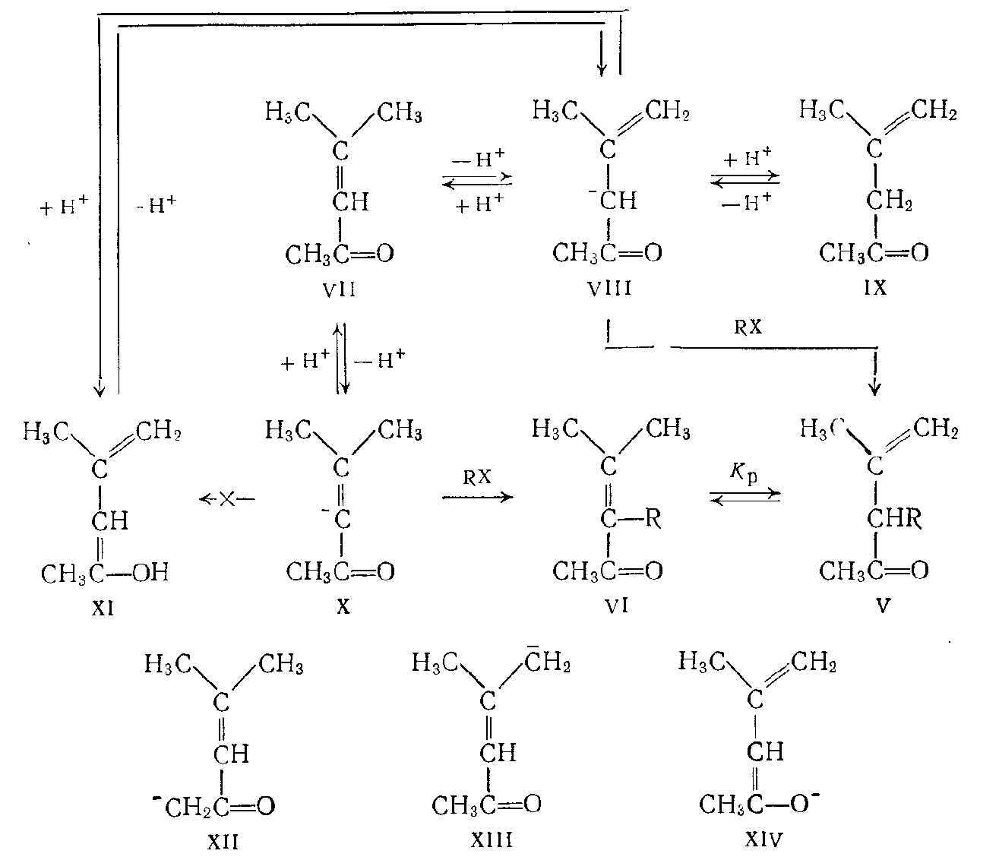 H₃C CH₃ H₃C CH₂ H₃C CH₂
C C C
− H⁺ + H⁺
+ H⁺ - H⁺ CH ⁻CH CH₂
+ H⁺ − H⁺
CH₃C=O CH₃C=O CH₃C=O
VII VIII IX
RX
+ H⁺ − H⁺
H₃C CH₂ H₃C CH₃ H₃C CH₃ H₃C CH₂
C C C C
RX Kp
X
CH ⁻C C—R CHR
CH₃C—OH CH₃C=O CH₃C=O CH₃C=O
XI X VI V
H₃C CH₃ H₃C C̄H₂ H₃C CH₂
C C C
CH CH CH
⁻CH₂C=O CH₃C=O CH₃C—O⁻
XII XIII XIV